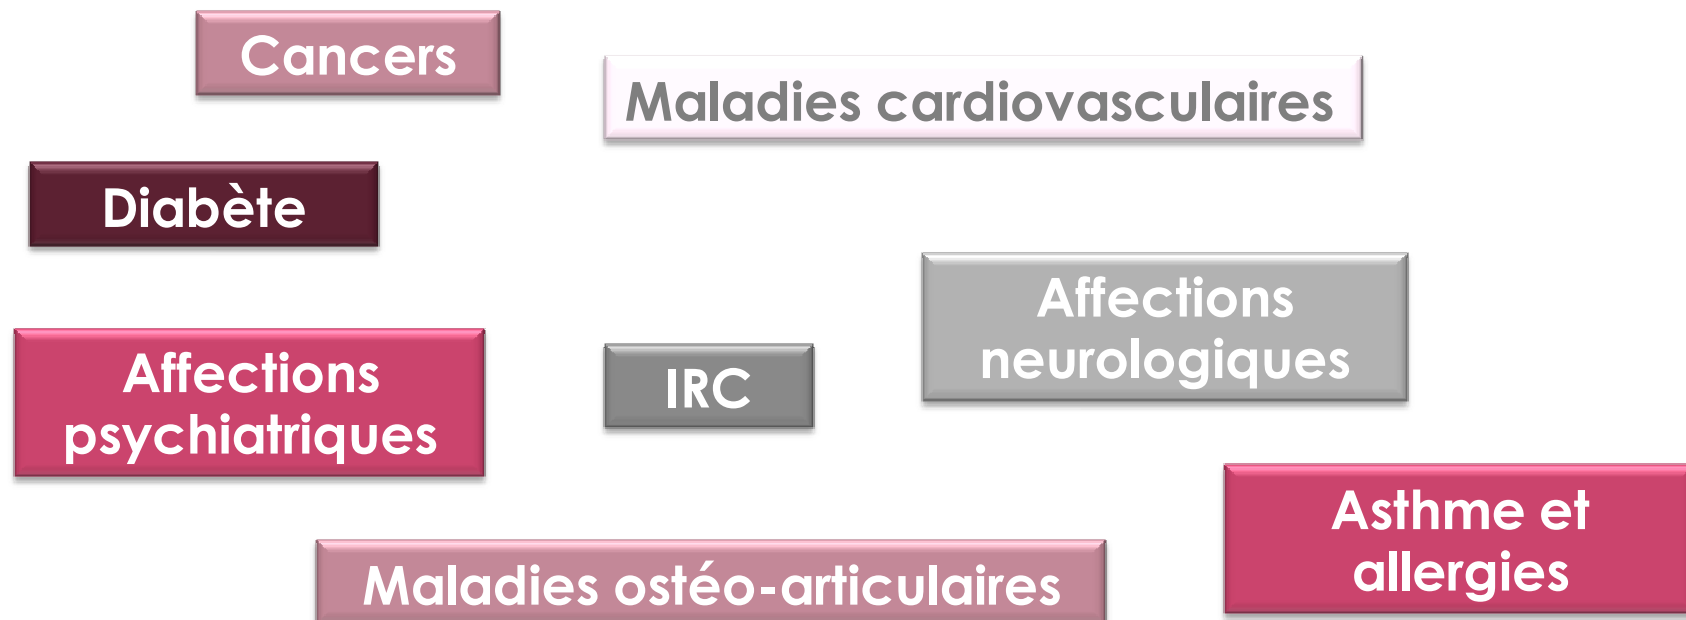 Cancers
Maladies cardiovasculaires
Diabète
Affections
neurologiques
Affections
psychiatriques
IRC
Asthme et
allergies
Maladies ostéo-articulaires